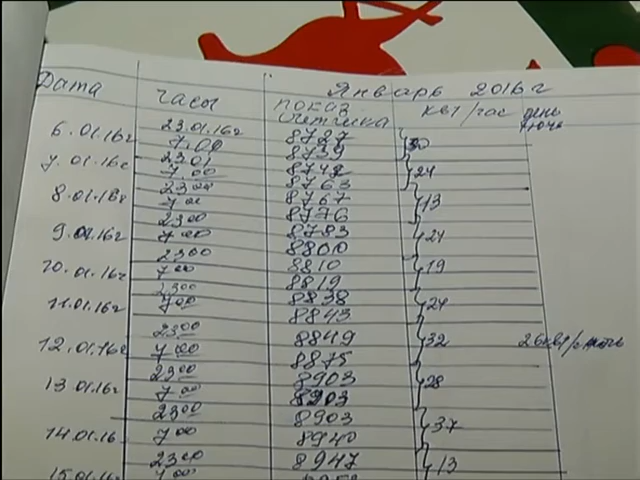 Январь 2016г
Дата часы показ счетчика квт/час день ночь
6.01.16г 23.01.16г 8727
7.00 8739 30
7.01.16г 23 01 8742
7.00 8763 24
8.01.16г 23 00 8767
7 00 8776 13
9.01.16г 23 00 8783
7 00 8800 24
10.01.16г 23 00 8810
7 00 8819 19
11.01.16г 23 00 8838
7 00 8843 24
12.01.16г 23 00 8849 32 26квт/ночь
7 00 8875
13.01.16г 23 00 8903
7 00 8903 28
23 00 8903
14.01.16 7 00 8940 37
23 00 8947
15.01.16г 7 00 13